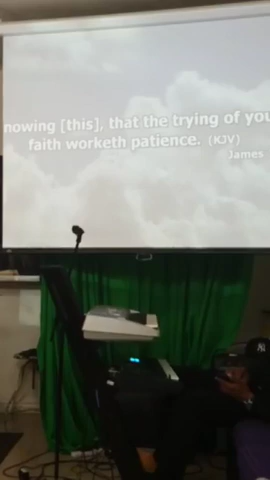 nowing [this], that the trying of you
faith worketh patience. (KJV)
James